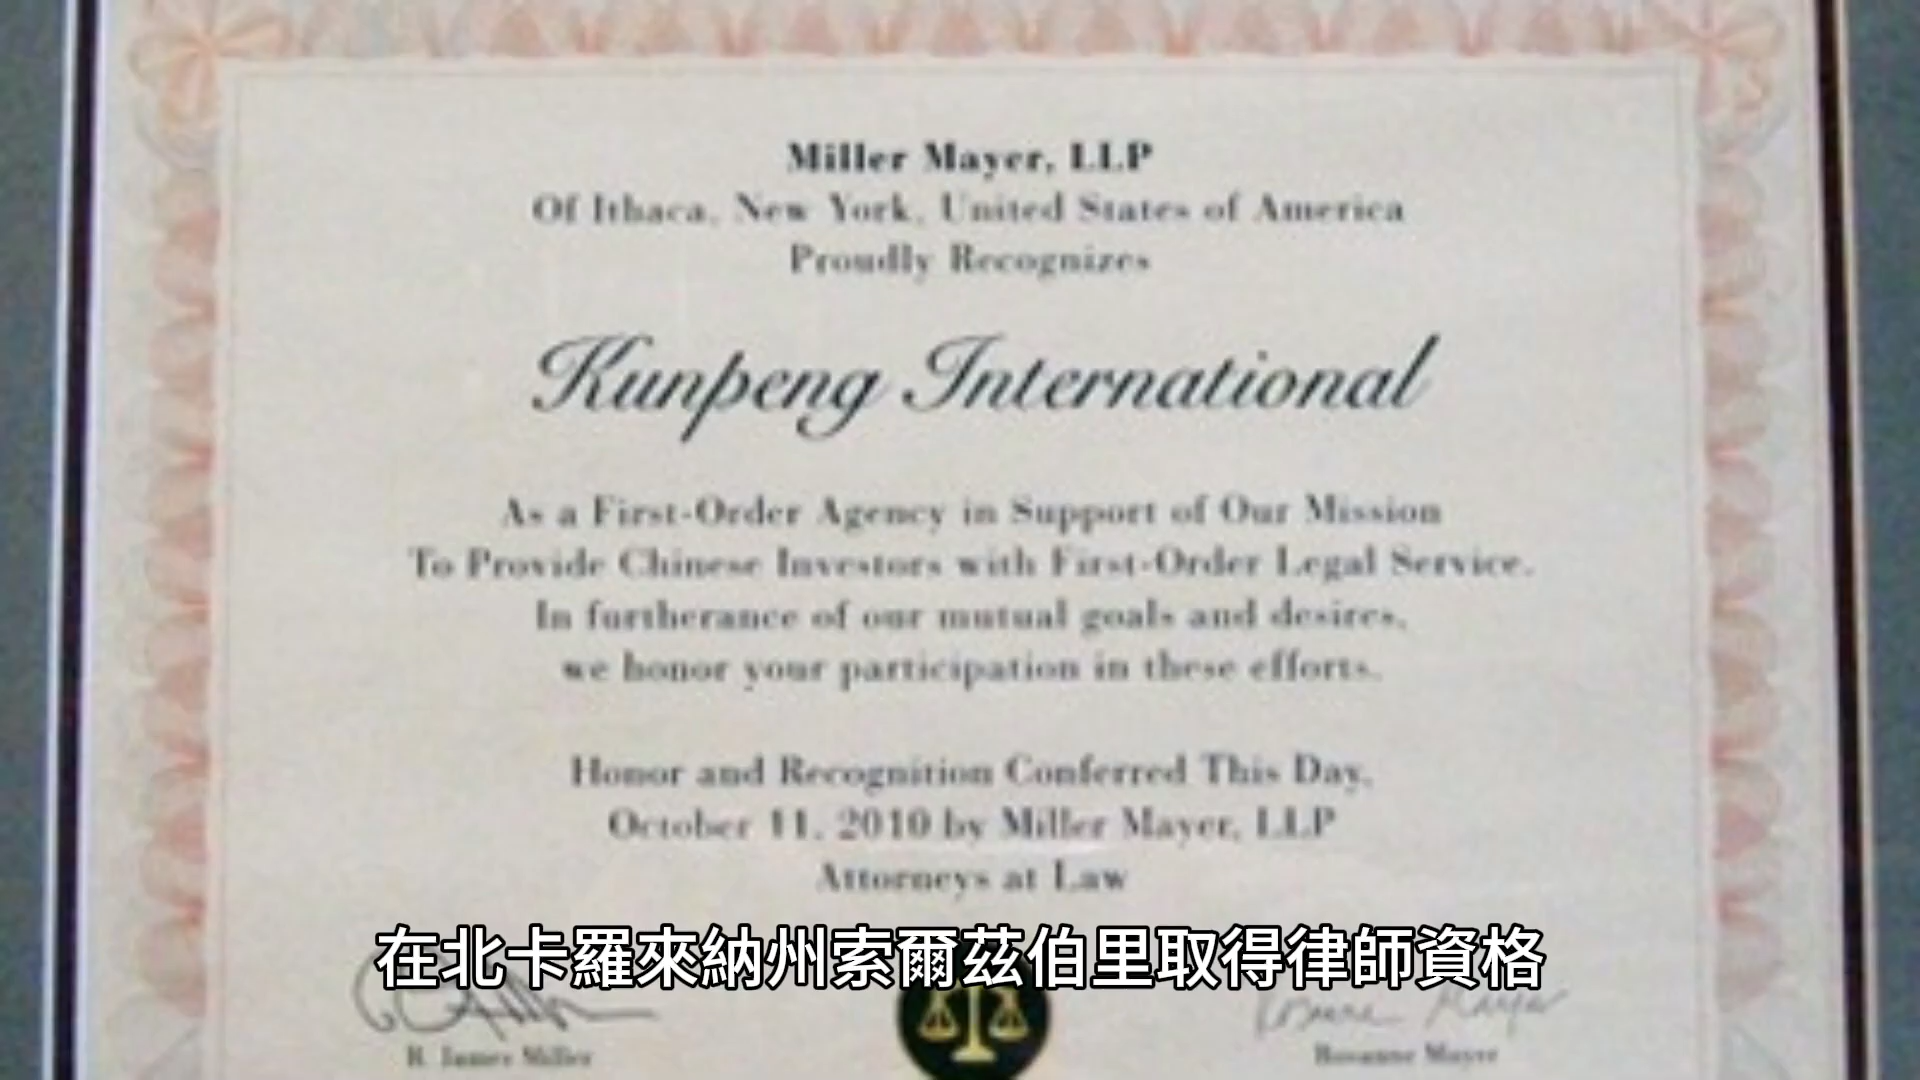 Miller Mayer, LLP
Of Ithaca, New York, United States of America
Proudly Recognizes
Kunpeng International
As a First-Order Agency in Support of Our Mission
To Provide Chinese Investors with First-Order Legal Service.
In furtherance of our mutual goals and desires,
we honor your participation in these efforts.
Honor and Recognition Conferred This Day,
October 11, 2010 by Miller Mayer, LLP
Attorneys at Law
在北卡羅來納州索爾茲伯里取得律師資格
R. James Miller
Rosanne Mayer